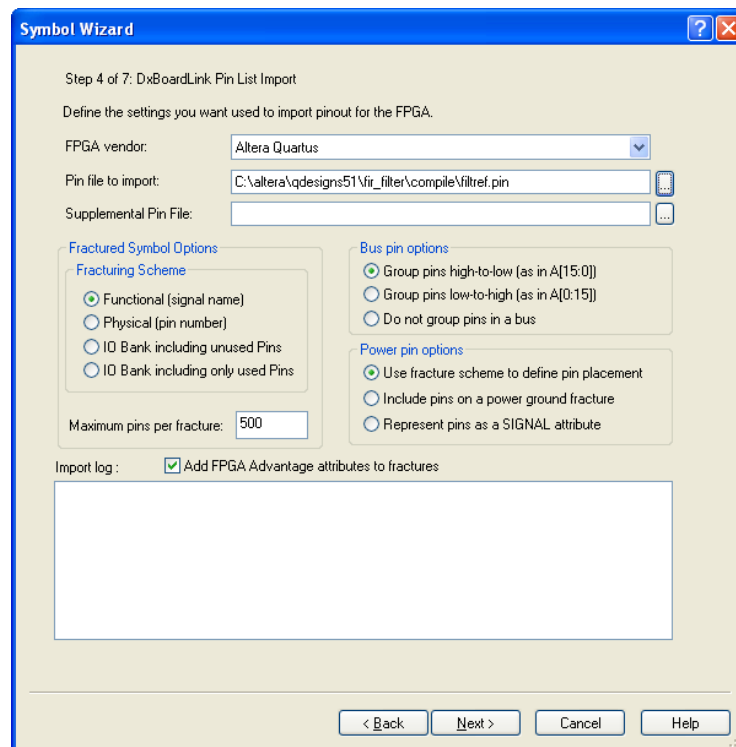 Symbol Wizard
Step 4 of 7: DxBoardLink Pin List Import
Define the settings you want used to import pinout for the FPGA.
FPGA vendor: Altera Quartus
Pin file to import: C:\altera\qdesigns51\fir_filter\compile\filtref.pin ...
Supplemental Pin File: ...
Fractured Symbol Options
Fracturing Scheme
Functional (signal name)
Physical (pin number)
IO Bank including unused Pins
IO Bank including only used Pins
Maximum pins per fracture: 500
Bus pin options
Group pins high-to-low (as in A[15:0])
Group pins low-to-high (as in A[0:15])
Do not group pins in a bus
Power pin options
Use fracture scheme to define pin placement
Include pins on a power ground fracture
Represent pins as a SIGNAL attribute
Import log : Add FPGA Advantage attributes to fractures
< Back Next > Cancel Help